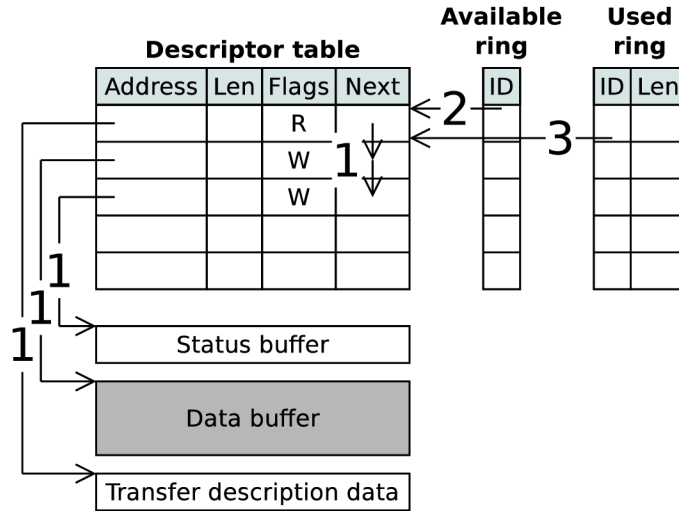 Available
ring
Used
ring
Descriptor table
Address Len Flags Next
ID
ID Len
R
W
W
2
3
1
1
1
1
Status buffer
Data buffer
Transfer description data